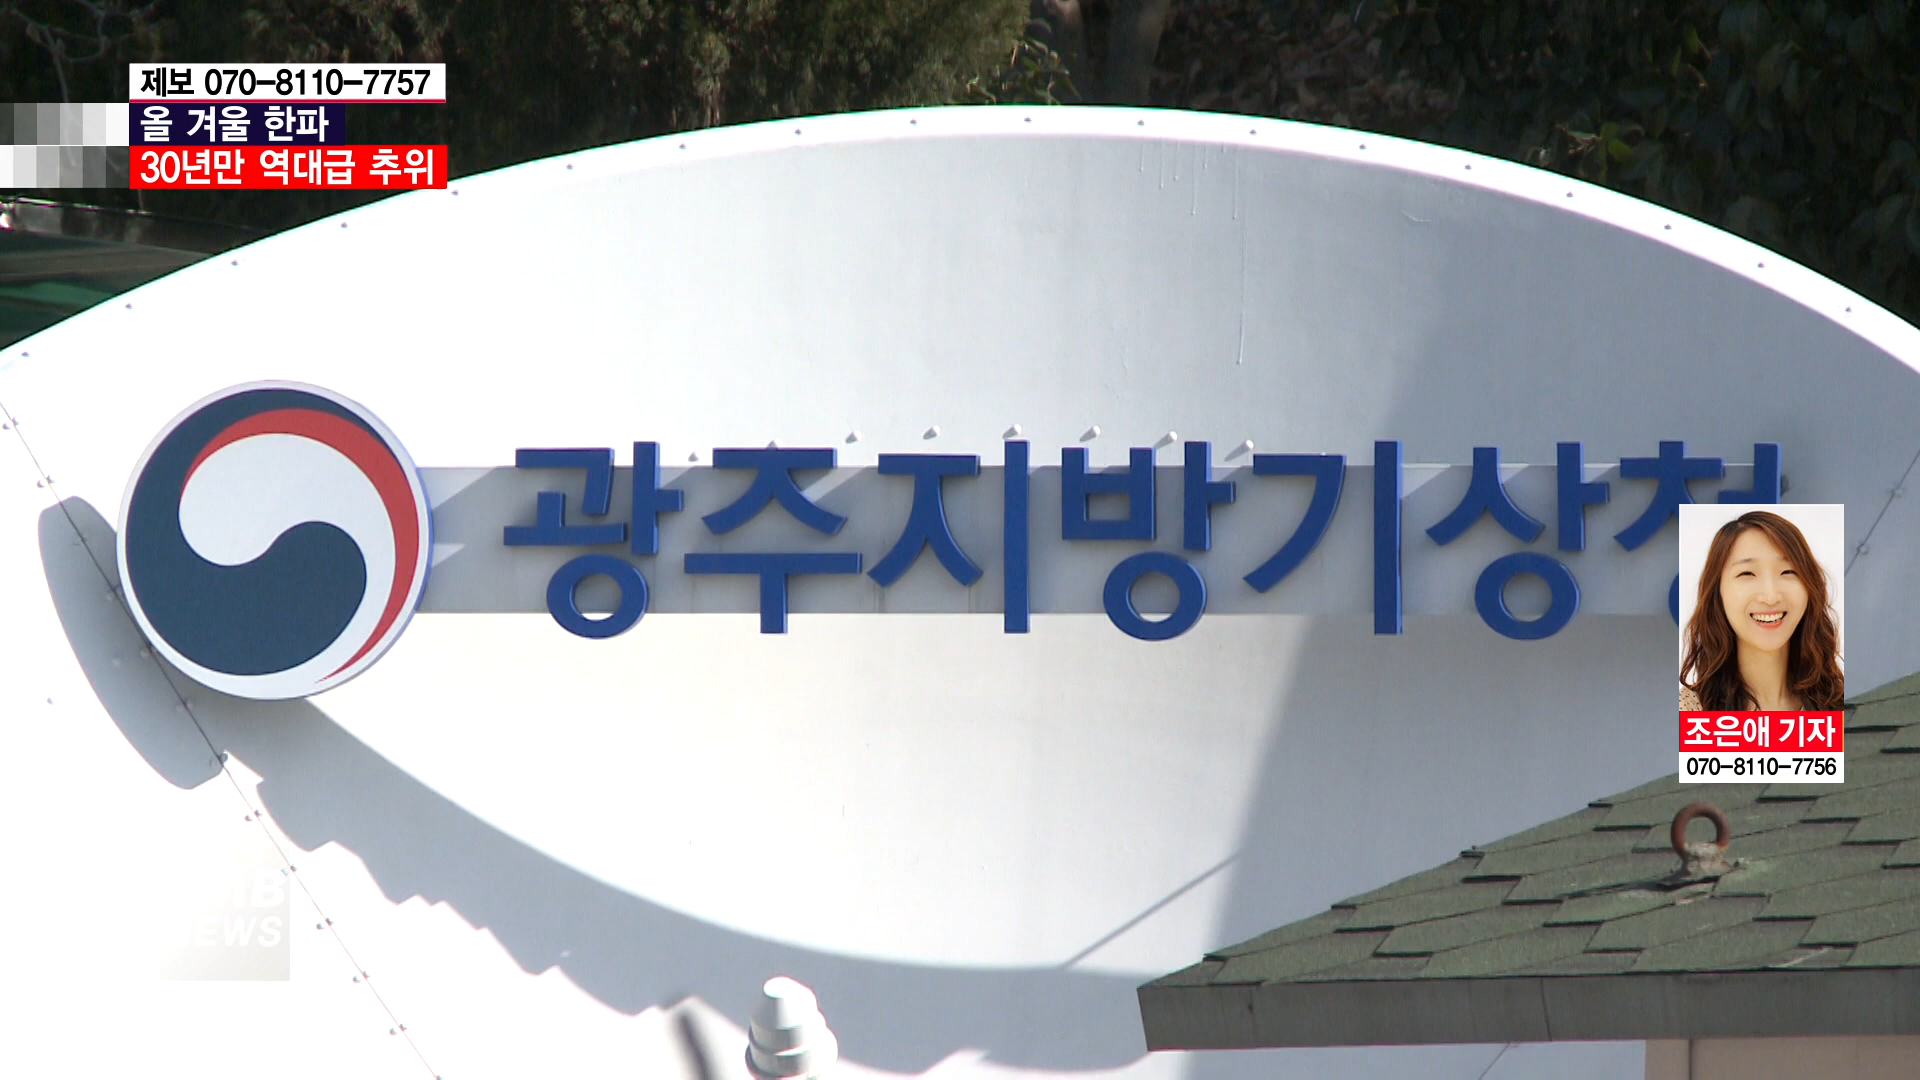 제보 070-8110-7757
올 겨울 한파
30년만 역대급 추위
광주지방기상청
조은애 기자
070-8110-7756
NEWS